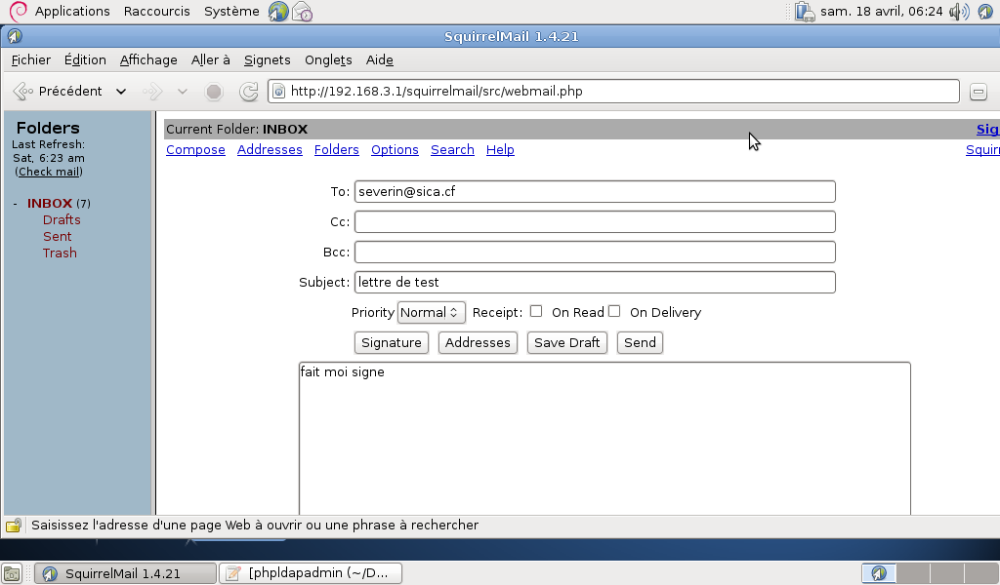 Applications Raccourcis Système sam. 18 avril, 06:24
SquirrelMail 1.4.21
Fichier Édition Affichage Aller à Signets Onglets Aide
Précédent http://192.168.3.1/squirrelmail/src/webmail.php
Folders
Last Refresh:
Sat, 6:23 am
(Check mail)
- INBOX (7)
Drafts
Sent
Trash
Current Folder: INBOX Sig
Compose Addresses Folders Options Search Help Squir
To: severin@sica.cf
Cc:
Bcc:
Subject: lettre de test
Priority Normal Receipt: On Read On Delivery
Signature Addresses Save Draft Send
fait moi signe
Saisissez l'adresse d'une page Web à ouvrir ou une phrase à rechercher
SquirrelMail 1.4.21 [phpldapadmin (~/D...